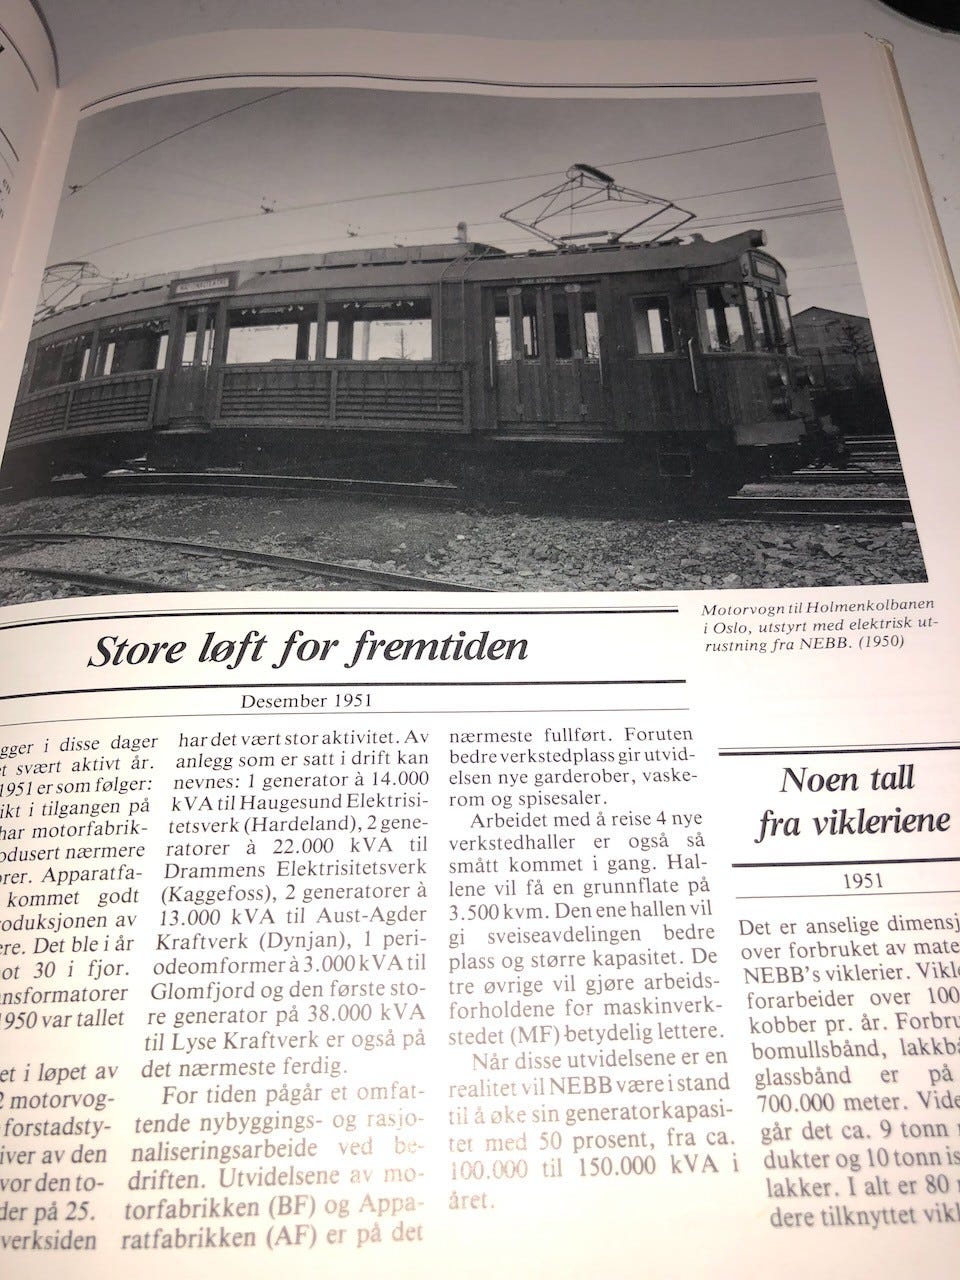 NATIONALTHEATRET
Motorvogn til Holmenkolbanen
i Oslo, utstyrt med elektrisk ut-
rustning fra NEBB. (1950)
Store løft for fremtiden
Desember 1951
gger i disse dager
t svært aktivt år.
1951 er som følger:
ikt i tilgangen på
har motorfabrik-
odusert nærmere
rer. Apparatfa-
kommet godt
roduksjonen av
ere. Det ble i år
ot 30 i fjor.
ansformatorer
1950 var tallet
et i løpet av
2 motorvog-
forstadsty-
iver av den
vor den to-
der på 25.
verksiden
har det vært stor aktivitet. Av
anlegg som er satt i drift kan
nevnes: 1 generator à 14.000
kVA til Haugesund Elektrisi-
tetsverk (Hardeland), 2 gene-
ratorer à 22.000 kVA til
Drammens Elektrisitetsverk
(Kaggefoss), 2 generatorer à
13.000 kVA til Aust-Agder
Kraftverk (Dynjan), 1 peri-
odeomformer à 3.000 kVA til
Glomfjord og den første sto-
re generator på 38.000 kVA
til Lyse Kraftverk er også på
det nærmeste ferdig.
For tiden pågår et omfat-
tende nybyggings- og rasjo-
naliseringsarbeide ved be-
driften. Utvidelsene av mo-
torfabrikken (BF) og Appa-
ratfabrikken (AF) er på det
nærmeste fullført. Foruten
bedre verkstedplass gir utvid-
elsen nye garderober, vaske-
rom og spisesaler.
Arbeidet med å reise 4 nye
verkstedhaller er også så
smått kommet i gang. Hal-
lene vil få en grunnflate på
3.500 kvm. Den ene hallen vil
gi sveiseavdelingen bedre
plass og større kapasitet. De
tre øvrige vil gjøre arbeids-
forholdene for maskinverk-
stedet (MF) betydelig lettere.
Når disse utvidelsene er en
realitet vil NEBB være i stand
til å øke sin generatorkapasi-
tet med 50 prosent, fra ca.
100.000 til 150.000 kVA i
året.
Noen tall
fra vikleriene
1951
Det er anselige dimensj
over forbruket av mate
NEBB's viklerier. Vikl
forarbeider over 100
kobber pr. år. Forbru
bomullsbånd, lakkbå
glassbånd er på
700.000 meter. Vide
går det ca. 9 tonn
dukter og 10 tonn is
lakker. I alt er 80
dere tilknyttet vikl